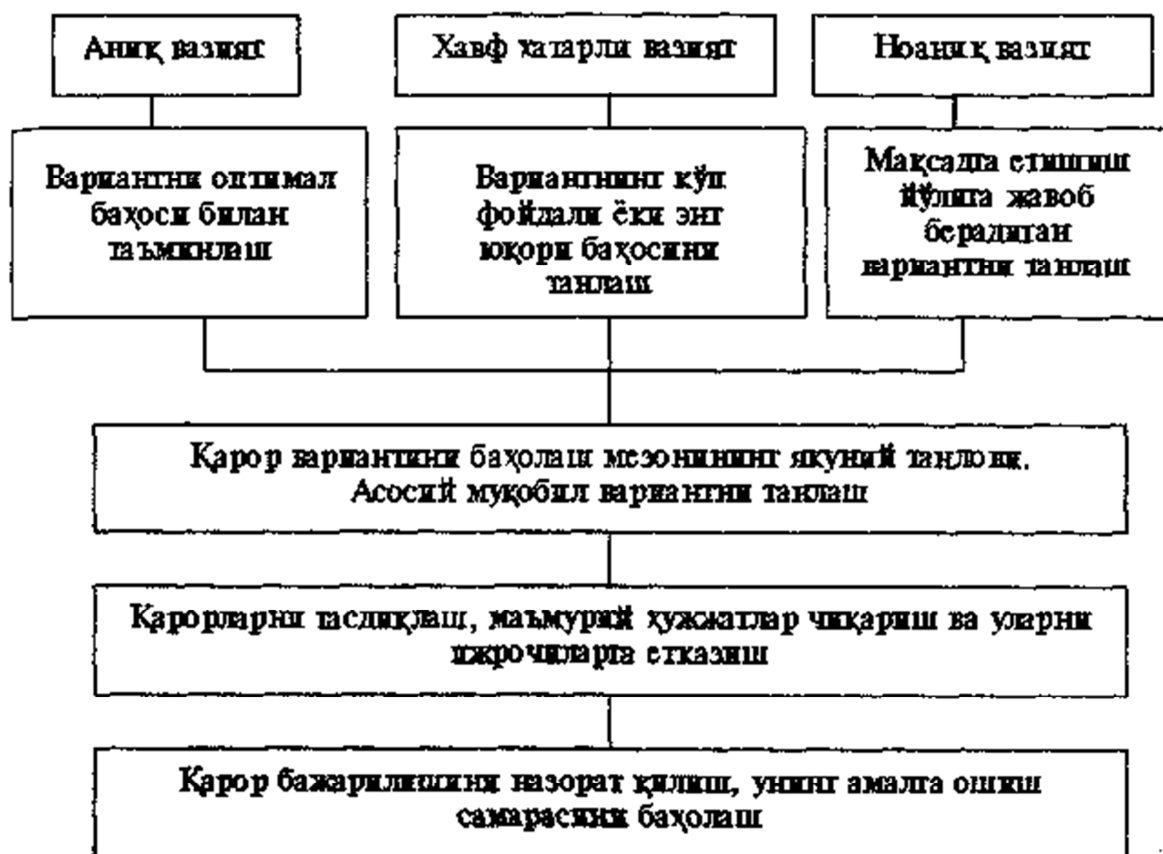 Аниқ вазият
Хавф хатарли вазият
Ноаниқ вазият
Вариантни оптимал
баҳоси билан
таъминлаш
Вариантнинг кўп
фойдали ёки энг
юқори баҳосини
танлаш
Мақсадга етишиш
йўлига жавоб
берадиган
вариантни танлаш
Қарор вариантини баҳолаш мезонининг якуний танлови.
Асосий муқобил вариантни танлаш
Қарорларни тасдиқлаш, маъмурий ҳужжатлар чиқариш ва уларни
ижрочиларга етказиш
Қарор бажарилишини назорат қилиш, унинг амалга ошиш
самарасини баҳолаш